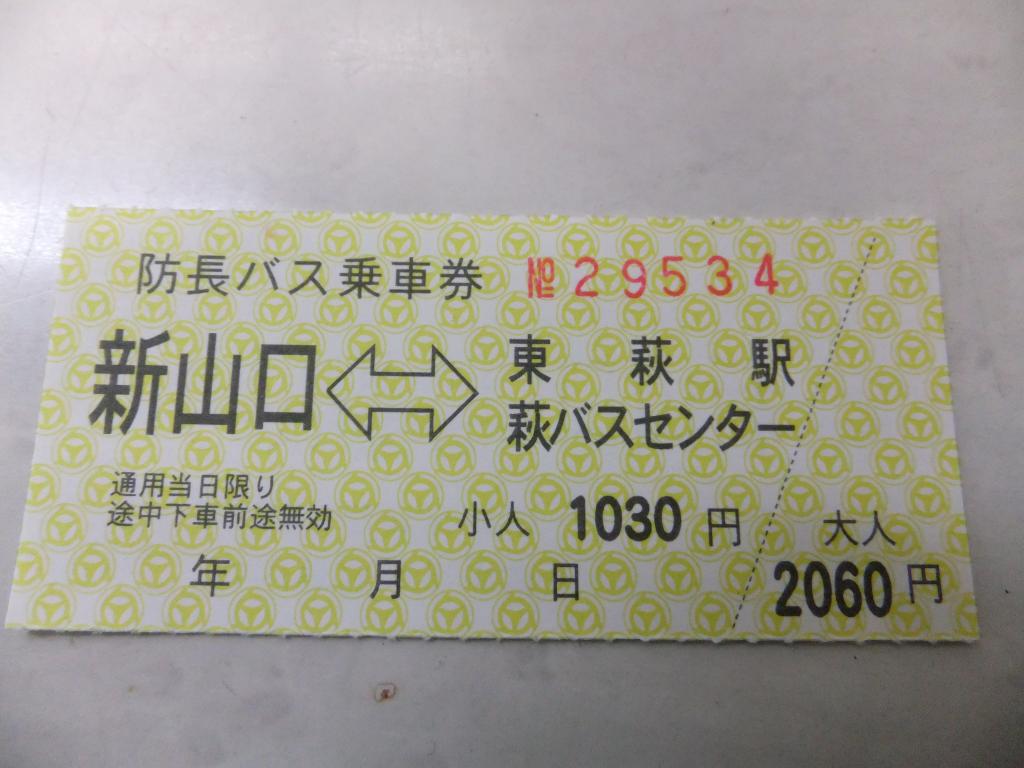 防長バス乗車券 №29534
新山口 ⇔ 東萩駅
萩バスセンター
通用当日限り
途中下車前途無効
小人 1030円
大人
2060円
年 月 日